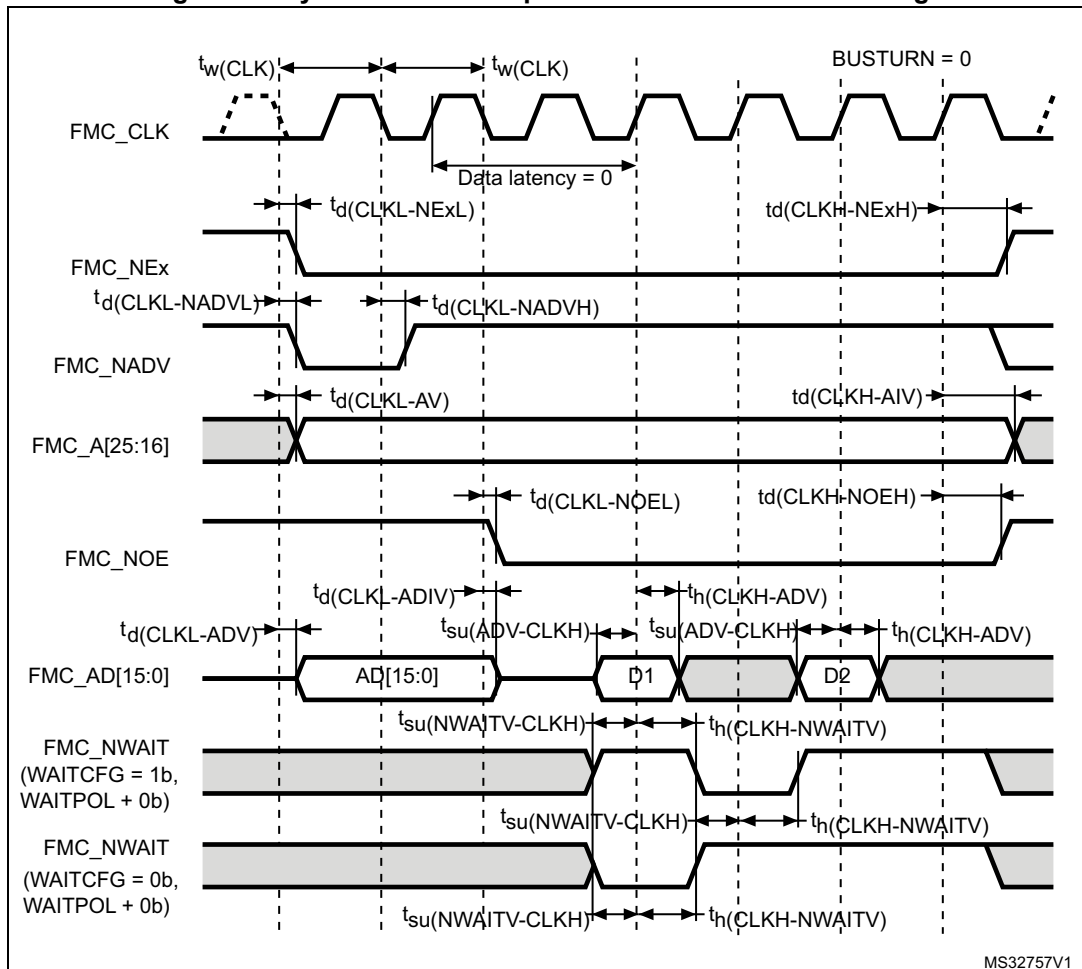 tw(CLK) tw(CLK) BUSTURN = 0
FMC_CLK
Data latency = 0
td(CLKL-NExL) td(CLKH-NExH)
FMC_NEx
td(CLKL-NADVL) td(CLKL-NADVH)
FMC_NADV
td(CLKL-AV) td(CLKH-AIV)
FMC_A[25:16]
td(CLKL-NOEL) td(CLKH-NOEH)
FMC_NOE
td(CLKL-ADIV) th(CLKH-ADV)
td(CLKL-ADV) tsu(ADV-CLKH) tsu(ADV-CLKH) th(CLKH-ADV)
FMC_AD[15:0] AD[15:0] D1 D2
tsu(NWAITV-CLKH) th(CLKH-NWAITV)
FMC_NWAIT
(WAITCFG = 1b,
WAITPOL + 0b)
tsu(NWAITV-CLKH) th(CLKH-NWAITV)
FMC_NWAIT
(WAITCFG = 0b,
WAITPOL + 0b)
tsu(NWAITV-CLKH) th(CLKH-NWAITV)
MS32757V1